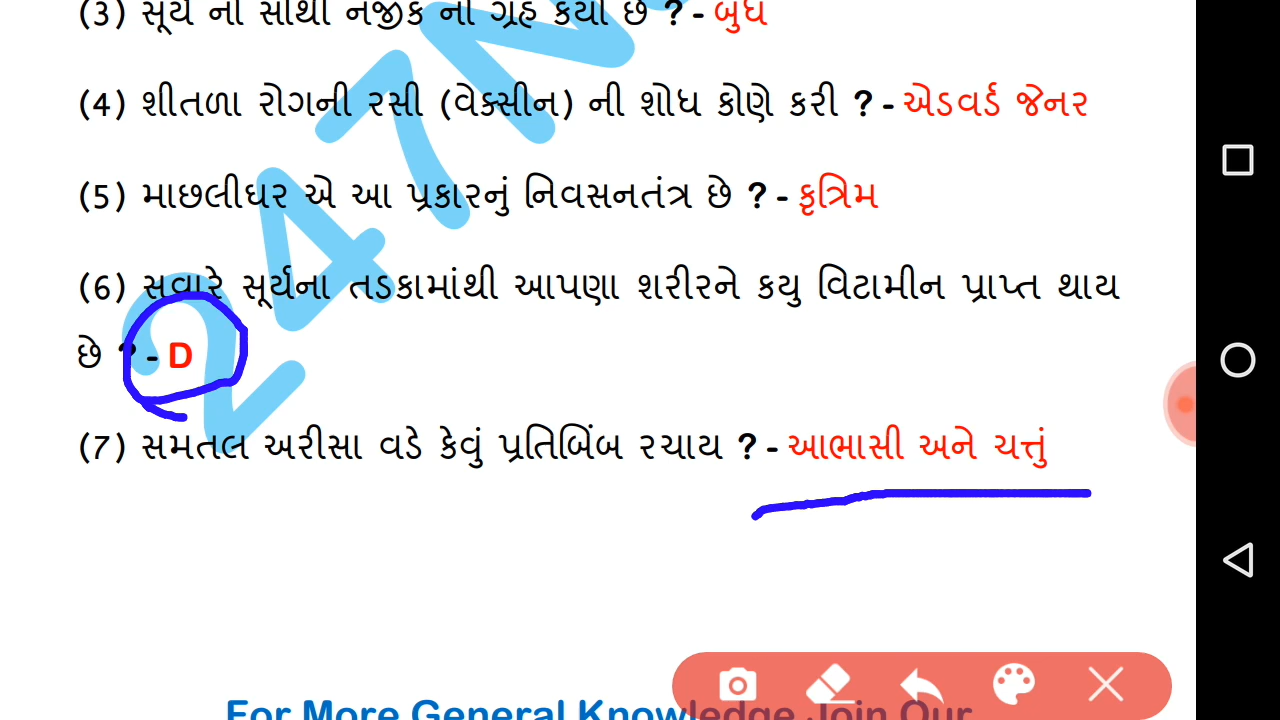 (3) સૂર્ય ની સૌથી નજીક નો ગ્રહ કયો છે ? - બુધ
(4) શીતળા રોગની રસી (વેક્સીન) ની શોધ કોણે કરી ? - એડવર્ડ જેનર
(5) માછલીઘર એ આ પ્રકારનું નિવસનતંત્ર છે ? - કૃત્રિમ
(6) સવારે સૂર્યના તડકામાંથી આપણા શરીરને કયુ વિટામીન પ્રાપ્ત થાય
છે ? - D
(7) સમતલ અરીસા વડે કેવું પ્રતિબિંબ રચાય ? - આભાસી અને ચત્તું
For More General Knowledge Join Our